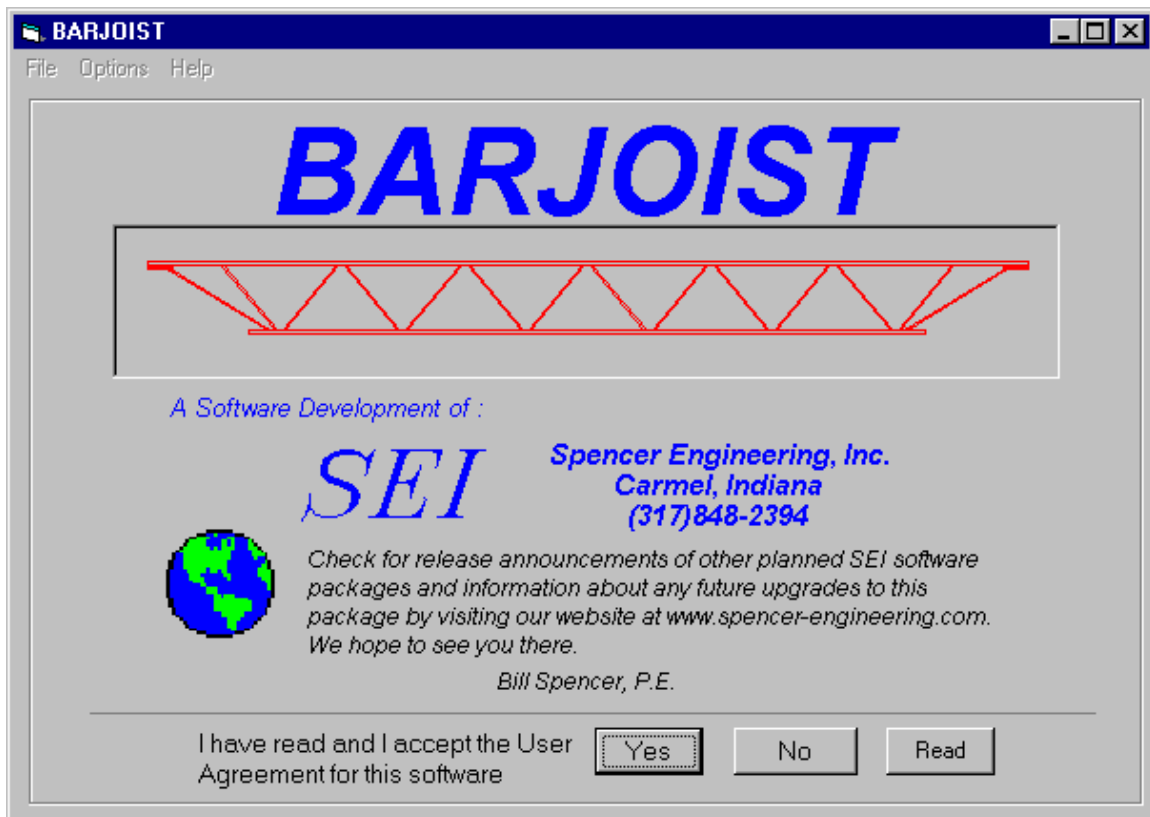 BARJOIST
File Options Help
BARJOIST
A Software Development of :
SEI
Spencer Engineering, Inc.
Carmel, Indiana
(317)848-2394
Check for release announcements of other planned SEI software
packages and information about any future upgrades to this
package by visiting our website at www.spencer-engineering.com.
We hope to see you there.
Bill Spencer, P.E.
I have read and I accept the User
Agreement for this software
Yes No Read